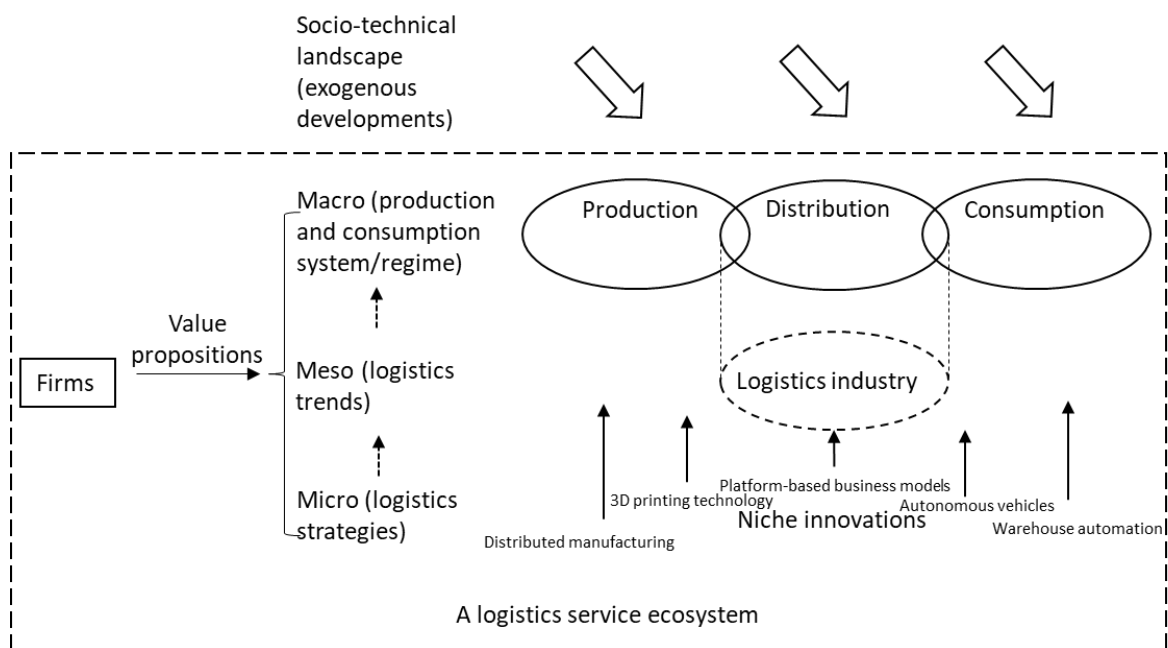 Socio-technical
landscape
(exogenous
developments)
Macro (production
and consumption
system/regime)
Production
Distribution
Consumption
Value
propositions
Firms
Meso (logistics
trends)
Logistics industry
Micro (logistics
strategies)
Platform-based business models
3D printing technology
Autonomous vehicles
Niche innovations
Warehouse automation
Distributed manufacturing
A logistics service ecosystem